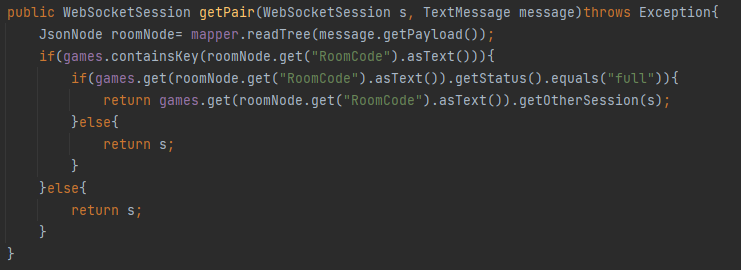 public WebSocketSession getPair(WebSocketSession s, TextMessage message)throws Exception{
    JsonNode roomNode= mapper.readTree(message.getPayload());
    if(games.containsKey(roomNode.get("RoomCode").asText())){
        if(games.get(roomNode.get("RoomCode").asText()).getStatus().equals("full")){
            return games.get(roomNode.get("RoomCode").asText()).getOtherSession(s);
        }else{
            return s;
        }
    }else{
        return s;
    }
}